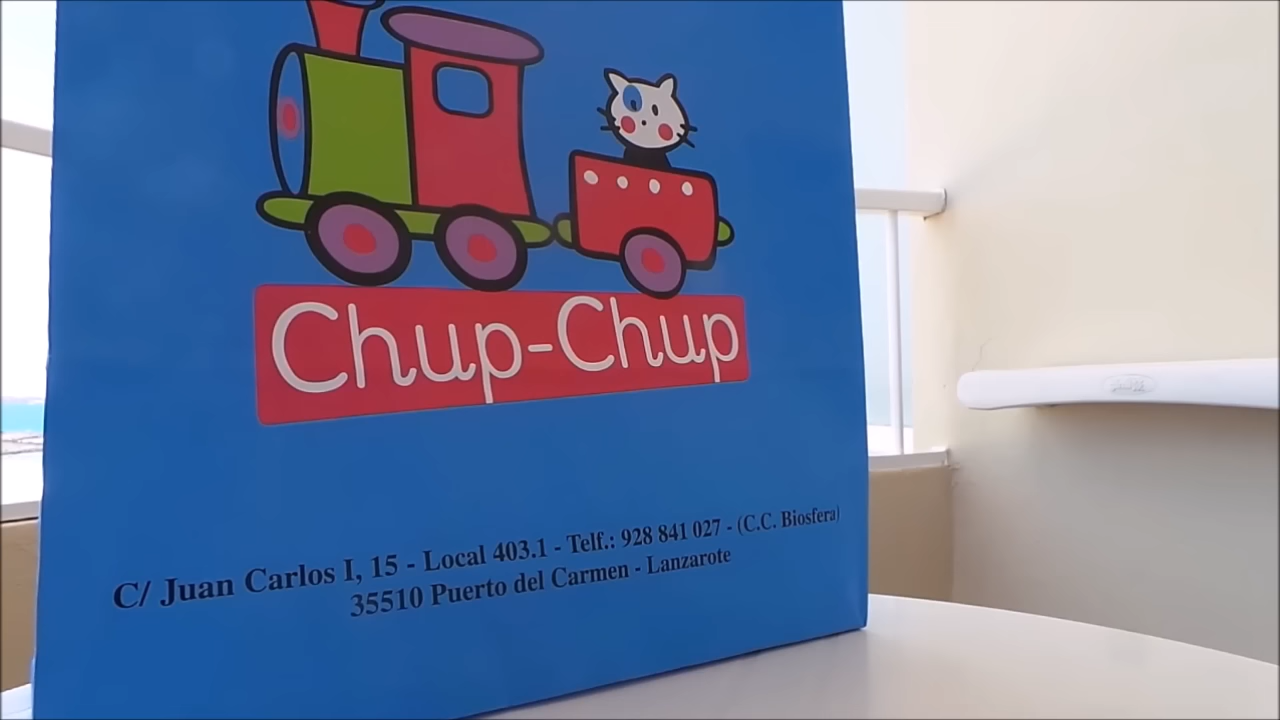 Chup-Chup
C/ Juan Carlos I, 15 - Local 403.1 - Telf.: 928 841 027 - (C.C. Biosfera)
35510 Puerto del Carmen - Lanzarote